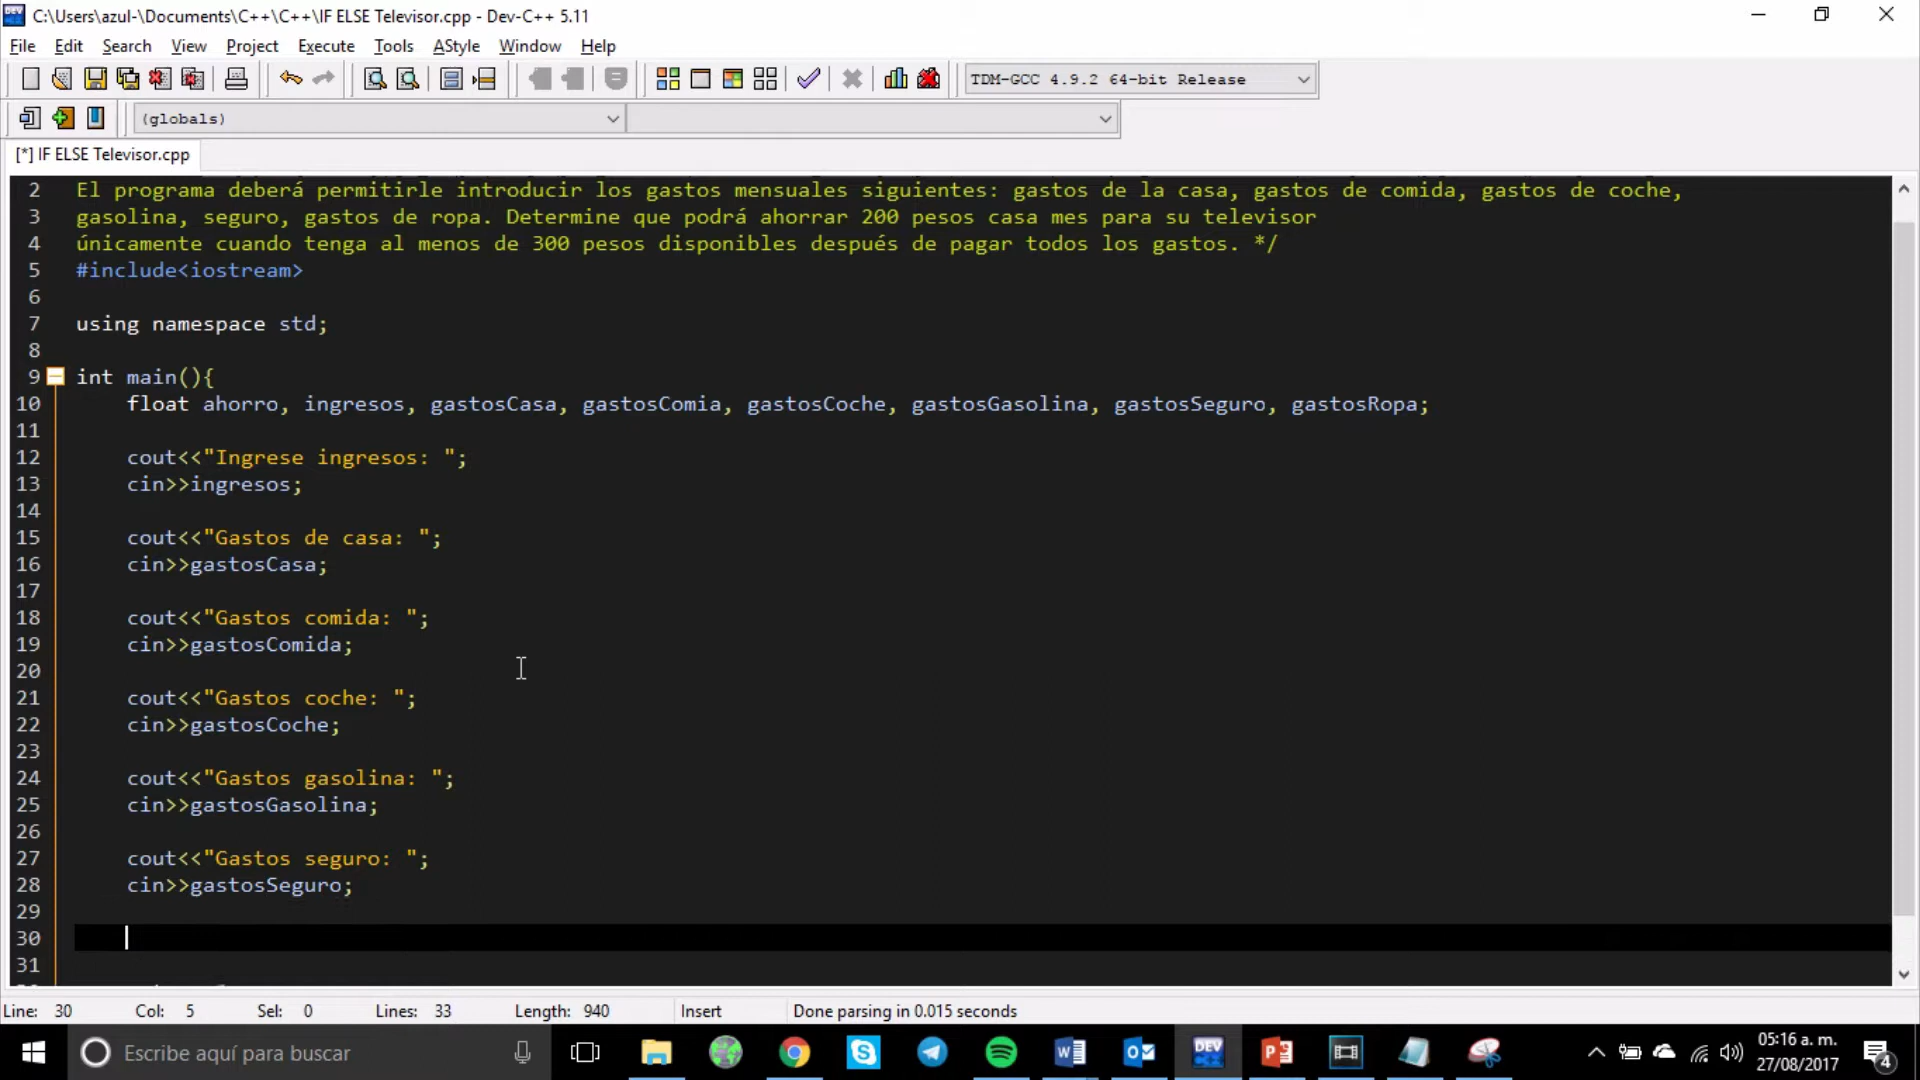 C:\Users\azul-\Documents\C++\C++\IF ELSE Televisor.cpp - Dev-C++ 5.11
File Edit Search View Project Execute Tools AStyle Window Help
TDM-GCC 4.9.2 64-bit Release
(globals)
[*] IF ELSE Televisor.cpp
2 El programa deberá permitirle introducir los gastos mensuales siguientes: gastos de la casa, gastos de comida, gastos de coche,
3 gasolina, seguro, gastos de ropa. Determine que podrá ahorrar 200 pesos casa mes para su televisor
4 únicamente cuando tenga al menos de 300 pesos disponibles después de pagar todos los gastos. */
5 #include<iostream>
6
7 using namespace std;
8
9 int main(){
10 float ahorro, ingresos, gastosCasa, gastosComia, gastosCoche, gastosGasolina, gastosSeguro, gastosRopa;
11
12 cout<<"Ingrese ingresos: ";
13 cin>>ingresos;
14
15 cout<<"Gastos de casa: ";
16 cin>>gastosCasa;
17
18 cout<<"Gastos comida: ";
19 cin>>gastosComida;
20
21 cout<<"Gastos coche: ";
22 cin>>gastosCoche;
23
24 cout<<"Gastos gasolina: ";
25 cin>>gastosGasolina;
26
27 cout<<"Gastos seguro: ";
28 cin>>gastosSeguro;
29
30
31
Line: 30 Col: 5 Sel: 0 Lines: 33 Length: 940 Insert Done parsing in 0.015 seconds
Escribe aquí para buscar
DEV
05:16 a. m.
27/08/2017
4